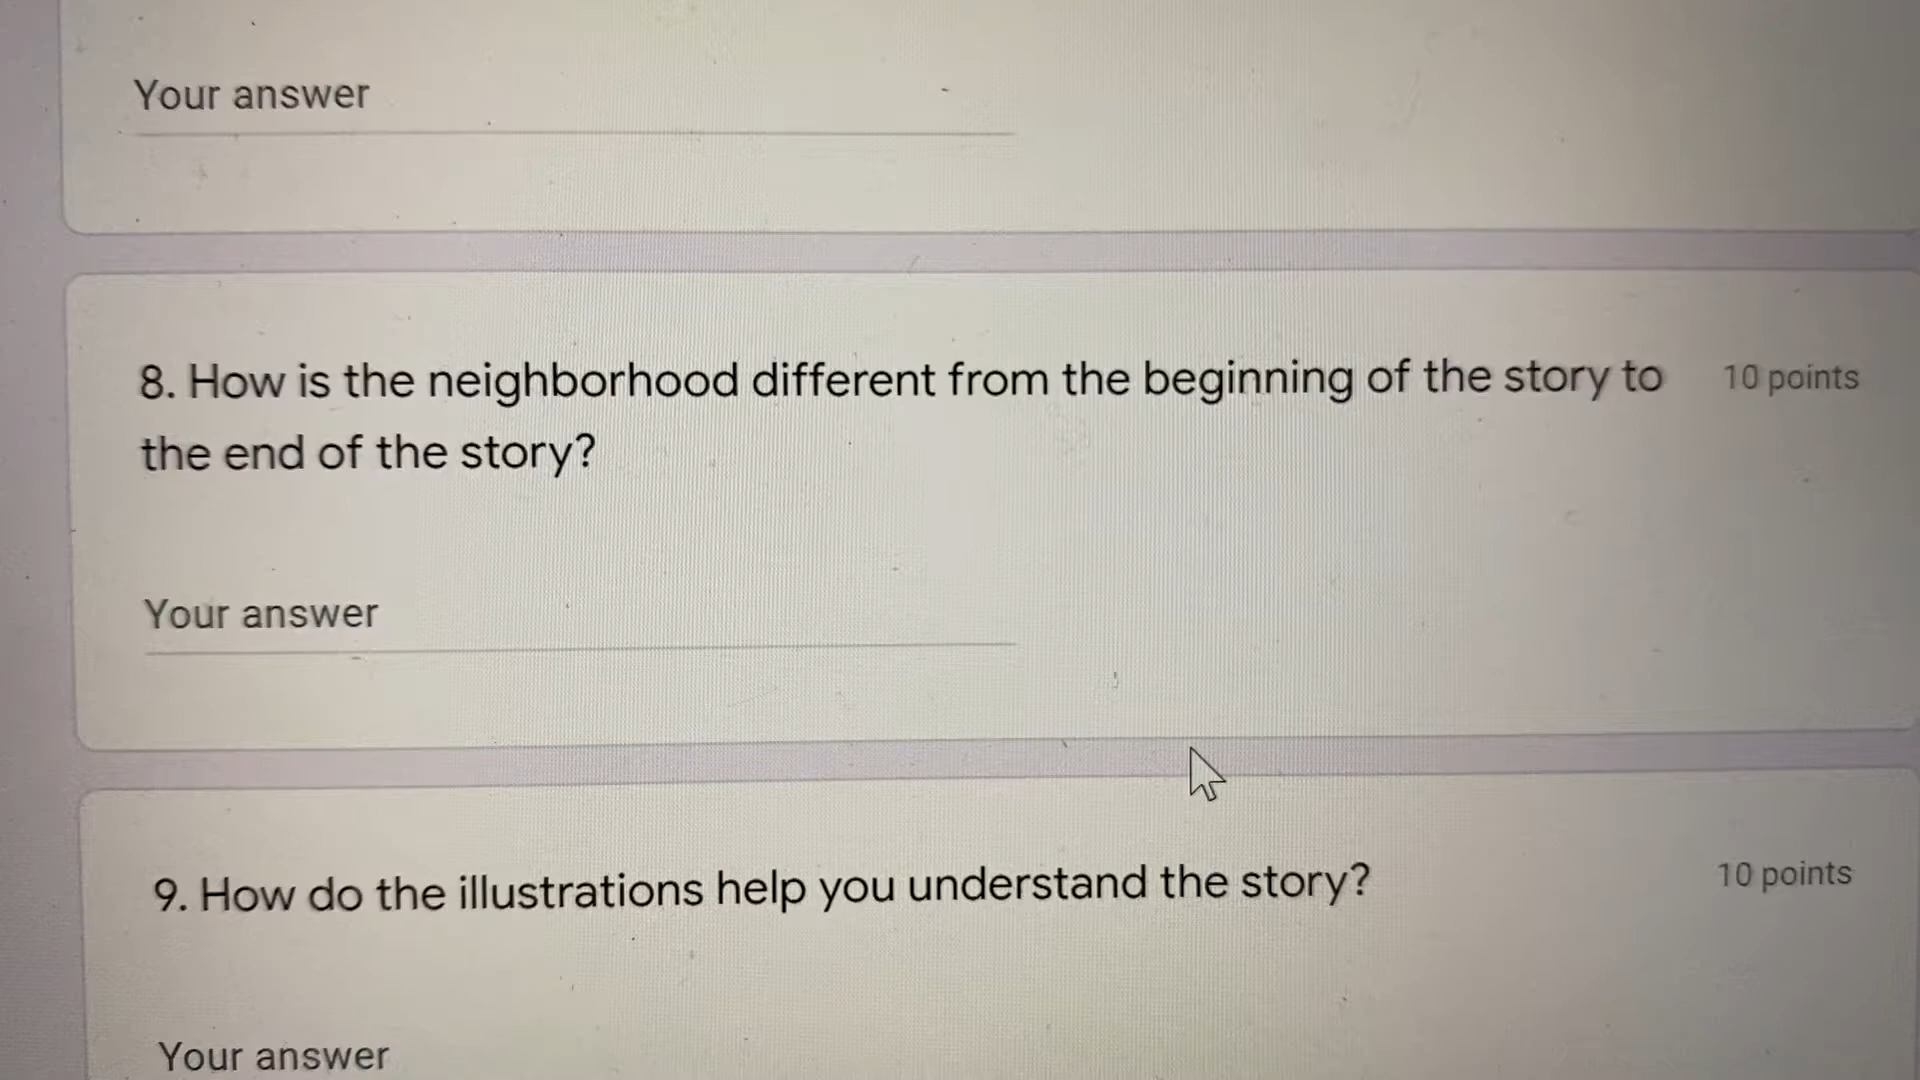 Your answer
8. How is the neighborhood different from the beginning of the story to 10 points
the end of the story?
Your answer
9. How do the illustrations help you understand the story? 10 points
Your answer